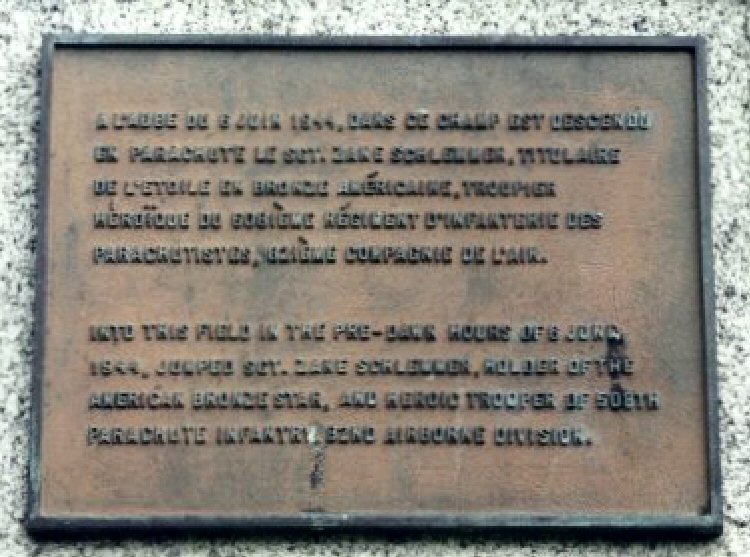 A L'AUBE DU 6 JUIN 1944, DANS CE CHAMP EST DESCENDU
EN PARACHUTE LE SGT. ZANE SCHLEMMER, TITULAIRE
DE L'ETOILE EN BRONZE AMÉRICAINE, TROUPIER
HÉROÏQUE DU 508IÈME RÉGIMENT D'INFANTERIE DES
PARACHUTISTES, 82IÈME COMPAGNIE DE L'AIR.
INTO THIS FIELD IN THE PRE-DAWN HOURS OF 6 JUNE,
1944, JUMPED SGT. ZANE SCHLEMMER, HOLDER OF THE
AMERICAN BRONZE STAR, AND HEROIC TROOPER OF 508TH
PARACHUTE INFANTRY, 82ND AIRBORNE DIVISION.